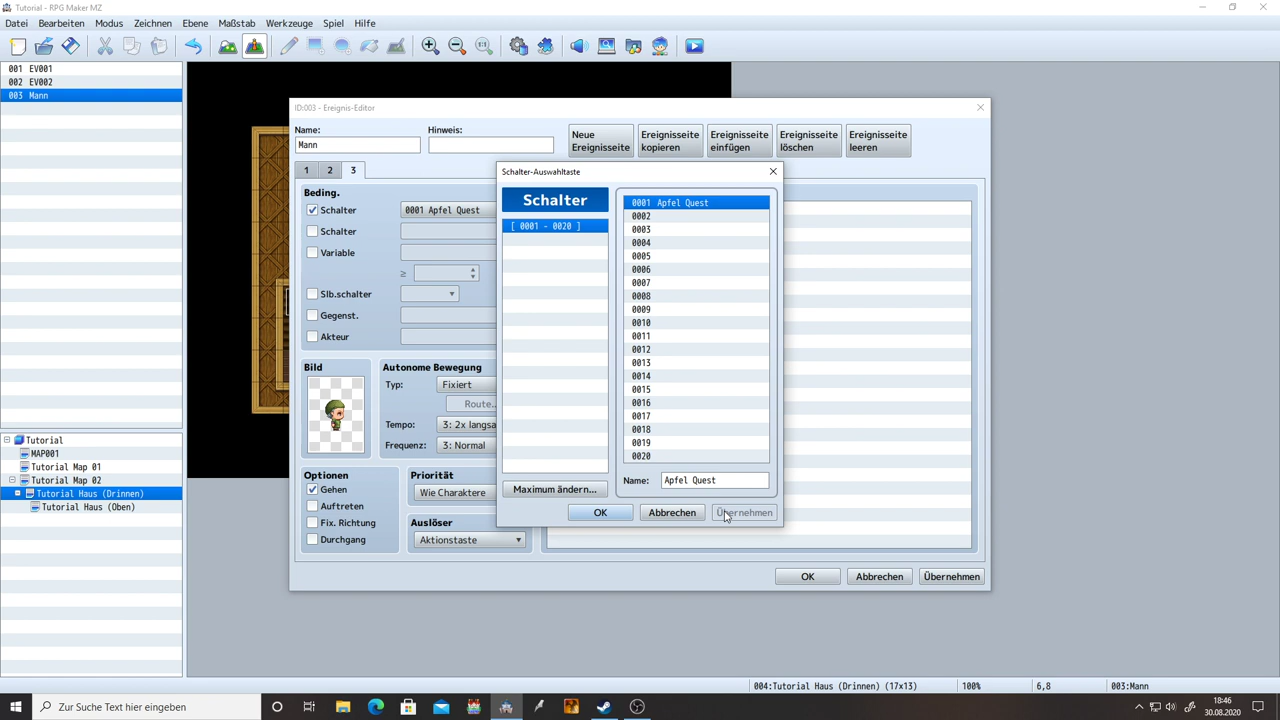 Tutorial - RPG Maker MZ
Datei Bearbeiten Modus Zeichnen Ebene Maßstab Werkzeuge Spiel Hilfe
1:1
001 EV001
002 EV002
003 Mann
ID:003 - Ereignis-Editor
Name: Hinweis:
Mann
Neue Ereignisseite
Ereignisseite kopieren
Ereignisseite einfügen
Ereignisseite löschen
Ereignisseite leeren
1 2 3
Beding.
Schalter 0001 Apfel Quest
Schalter
Variable
≥
Slb.schalter
Gegenst.
Akteur
Bild
Autonome Bewegung
Typ: Fixiert
Route..
Tempo: 3: 2x langsa
Frequenz: 3: Normal
Optionen
Gehen
Auftreten
Fix. Richtung
Durchgang
Priorität
Wie Charaktere
Auslöser
Aktionstaste
OK Abbrechen Übernehmen
Schalter-Auswahltaste
Schalter
[ 0001 - 0020 ]
Maximum ändern...
0001 Apfel Quest
0002
0003
0004
0005
0006
0007
0008
0009
0010
0011
0012
0013
0014
0015
0016
0017
0018
0019
0020
Name: Apfel Quest
OK Abbrechen Übernehmen
Tutorial
MAP001
Tutorial Map 01
Tutorial Map 02
Tutorial Haus (Drinnen)
Tutorial Haus (Oben)
004:Tutorial Haus (Drinnen) (17×13) 100% 6,8 003:Mann
Zur Suche Text hier eingeben
18:46
30.08.2020